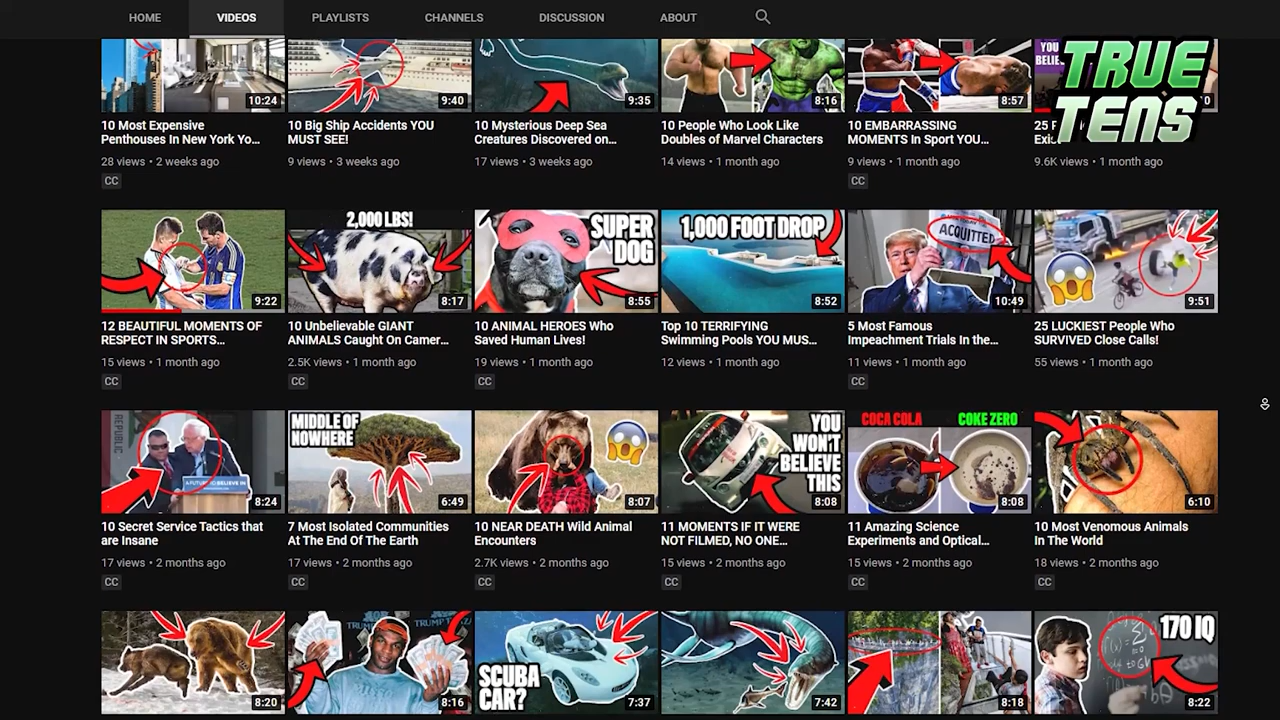 HOME VIDEOS PLAYLISTS CHANNELS DISCUSSION ABOUT
YOU
BELIE
TRUE
TENS
10:24 9:40 9:35 8:16 8:57
10 Most Expensive
Penthouses In New York Yo...
28 views • 2 weeks ago
CC
10 Big Ship Accidents YOU
MUST SEE!
9 views • 3 weeks ago
10 Mysterious Deep Sea
Creatures Discovered on...
17 views • 3 weeks ago
10 People Who Look Like
Doubles of Marvel Characters
14 views • 1 month ago
10 EMBARRASSING
MOMENTS In Sport YOU...
9 views • 1 month ago
CC
25
Exis
9.6K views • 1 month ago
9:22
12 BEAUTIFUL MOMENTS OF
RESPECT IN SPORTS...
15 views • 1 month ago
CC
2,000 LBS!
8:17
10 Unbelievable GIANT
ANIMALS Caught On Camer...
2.5K views • 1 month ago
CC
SUPER
DOG
8:55
10 ANIMAL HEROES Who
Saved Human Lives!
19 views • 1 month ago
CC
1,000 FOOT DROP
8:52
Top 10 TERRIFYING
Swimming Pools YOU MUS...
12 views • 1 month ago
ACQUITTED
10:49
5 Most Famous
Impeachment Trials In the...
11 views • 1 month ago
CC
9:51
25 LUCKIEST People Who
SURVIVED Close Calls!
55 views • 1 month ago
REPUBLIC
A FUTURE TO BELIEVE IN
8:24
10 Secret Service Tactics that
are Insane
17 views • 2 months ago
CC
MIDDLE OF
NOWHERE
6:49
7 Most Isolated Communities
At The End Of The Earth
17 views • 2 months ago
CC
8:07
10 NEAR DEATH Wild Animal
Encounters
2.7K views • 2 months ago
CC
YOU
WON'T
BELIEVE
THIS
8:08
11 MOMENTS IF IT WERE
NOT FILMED, NO ONE...
15 views • 2 months ago
CC
COCA COLA COKE ZERO
8:08
11 Amazing Science
Experiments and Optical...
15 views • 2 months ago
CC
6:10
10 Most Venomous Animals
In The World
18 views • 2 months ago
CC
8:20
TRUMP
8:16
SCUBA
CAR?
7:37
7:42
8:18
170 IQ
8:22